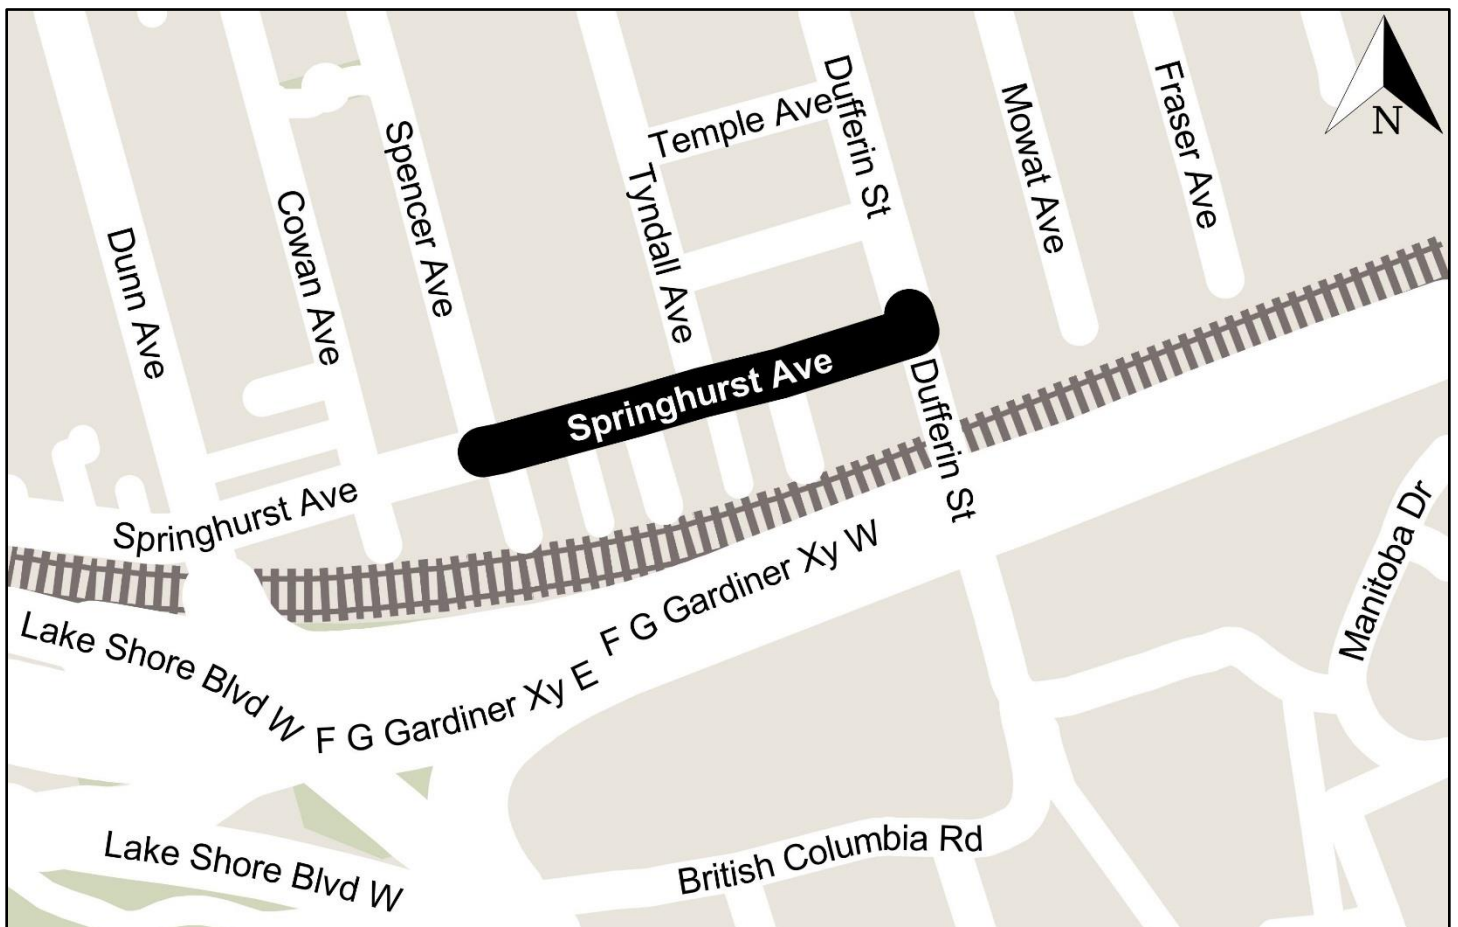 N
Dufferin St
Fraser Ave
Mowat Ave
Temple Ave
Spencer Ave
Tyndall Ave
Cowan Ave
Dunn Ave
Springhurst Ave
Dufferin St
Springhurst Ave
Manitoba Dr
F G Gardiner Xy W
Lake Shore Blvd W
F G Gardiner Xy E
British Columbia Rd
Lake Shore Blvd W